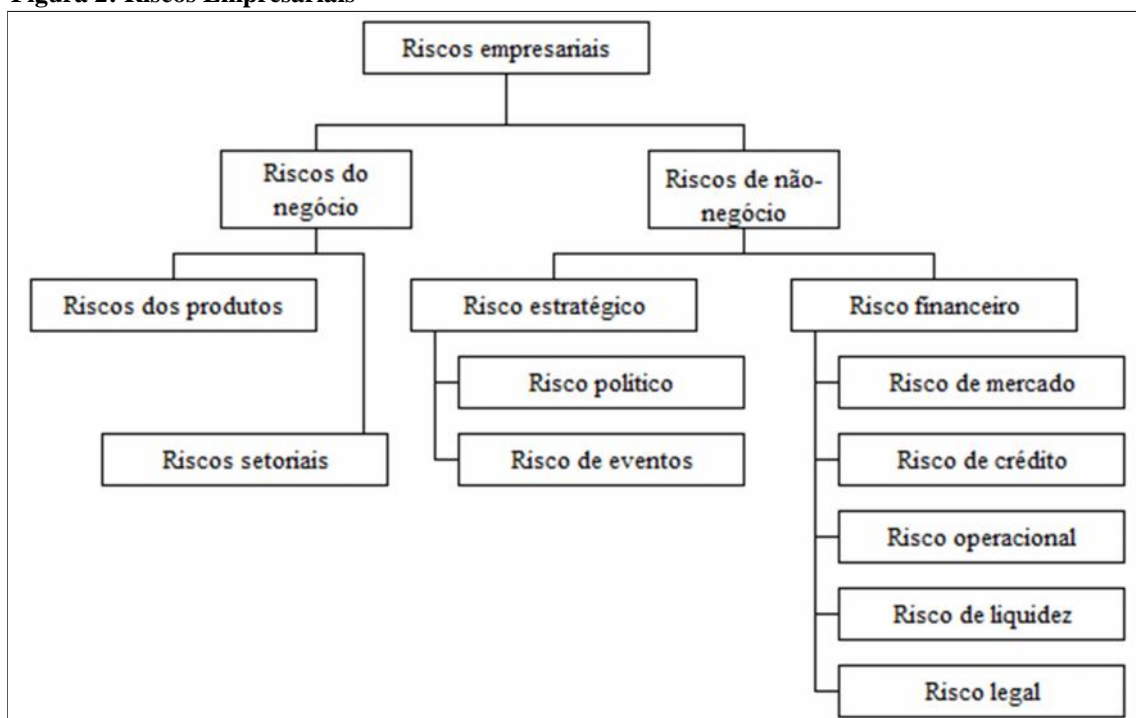 Figura 2: Riscos Empresariais
Riscos empresariais
Riscos do
negócio
Riscos de não-
negócio
Riscos dos produtos
Riscos setoriais
Risco estratégico
Risco político
Risco de eventos
Risco financeiro
Risco de mercado
Risco de crédito
Risco operacional
Risco de liquidez
Risco legal